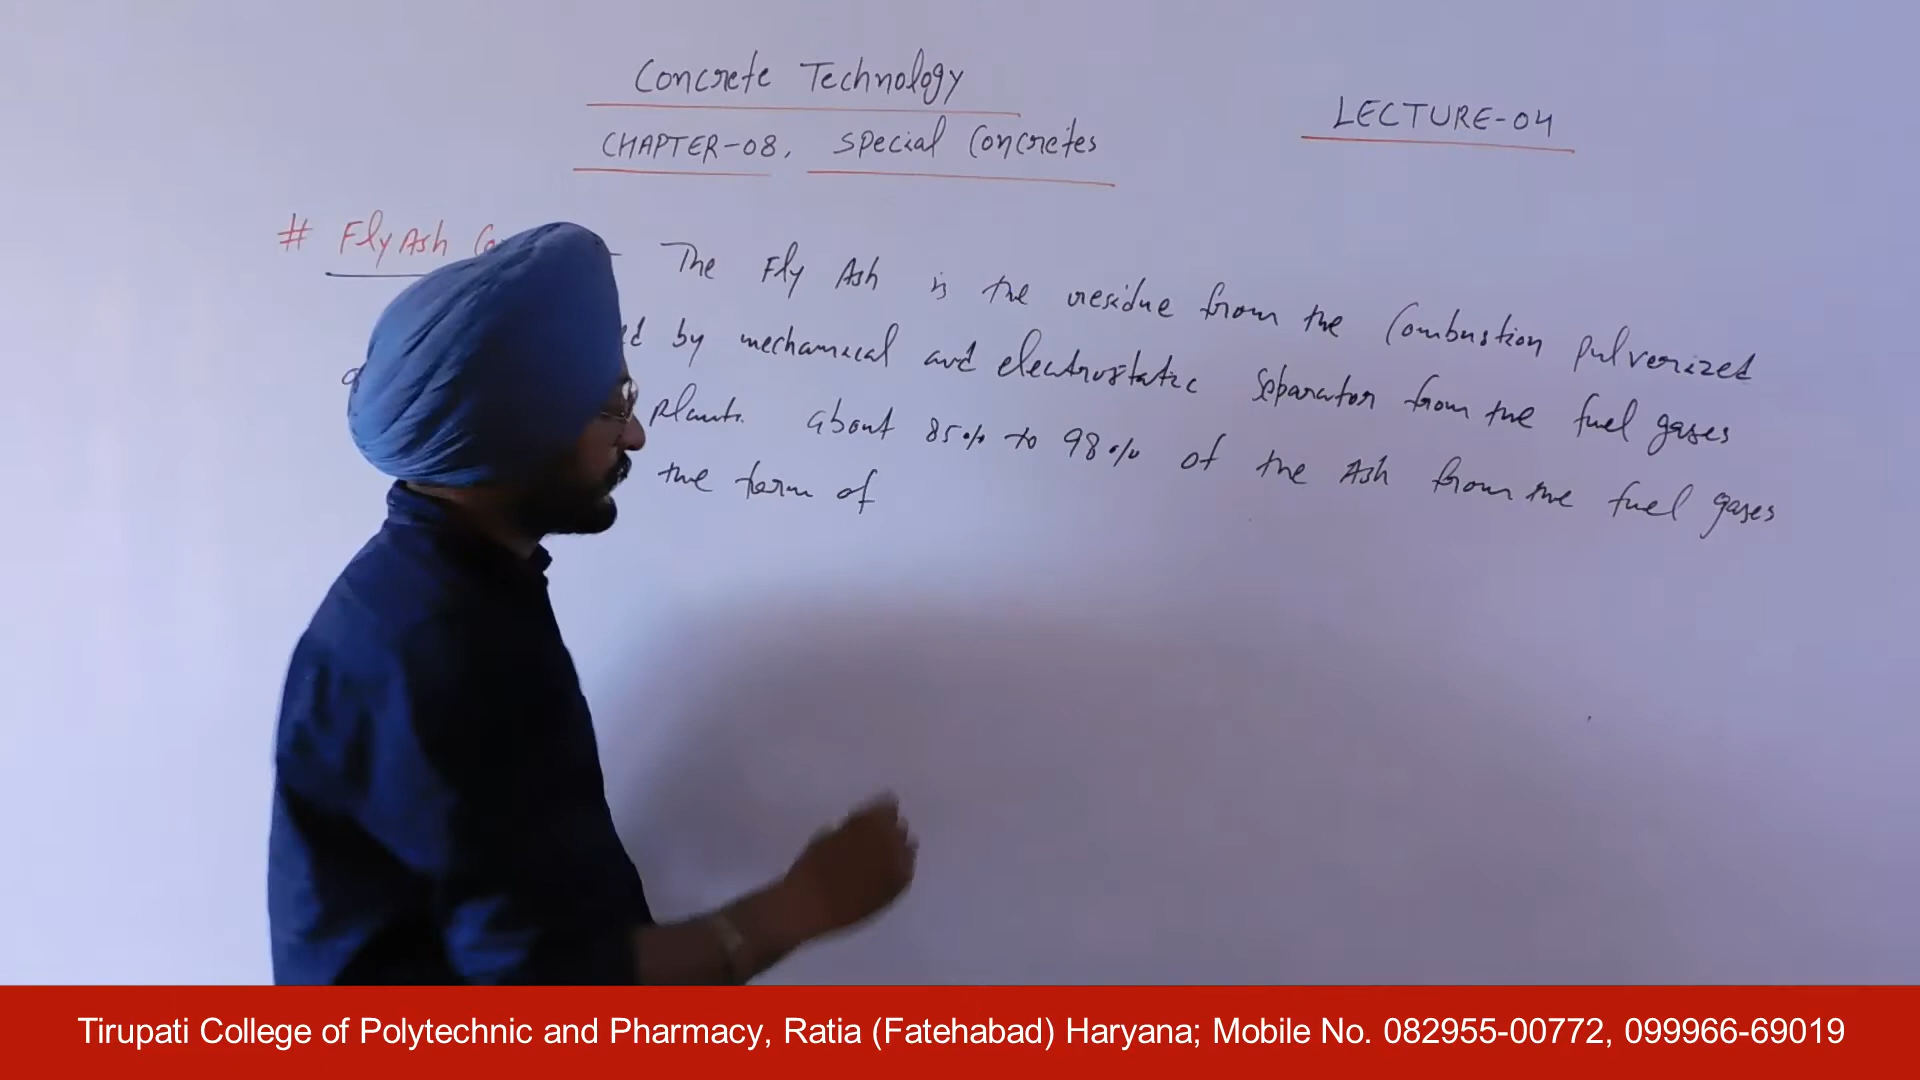 Concrete Technology
LECTURE-04
CHAPTER-08, Special Concretes
# Fly Ash Co
The Fly Ash is the residue from the Combustion pulverized
by mechanical and electrostatic Separator from the fuel gases
plants. about 85% to 98% of the Ash from the fuel gases
the form of
Tirupati College of Polytechnic and Pharmacy, Ratia (Fatehabad) Haryana; Mobile No. 082955-00772, 099966-69019